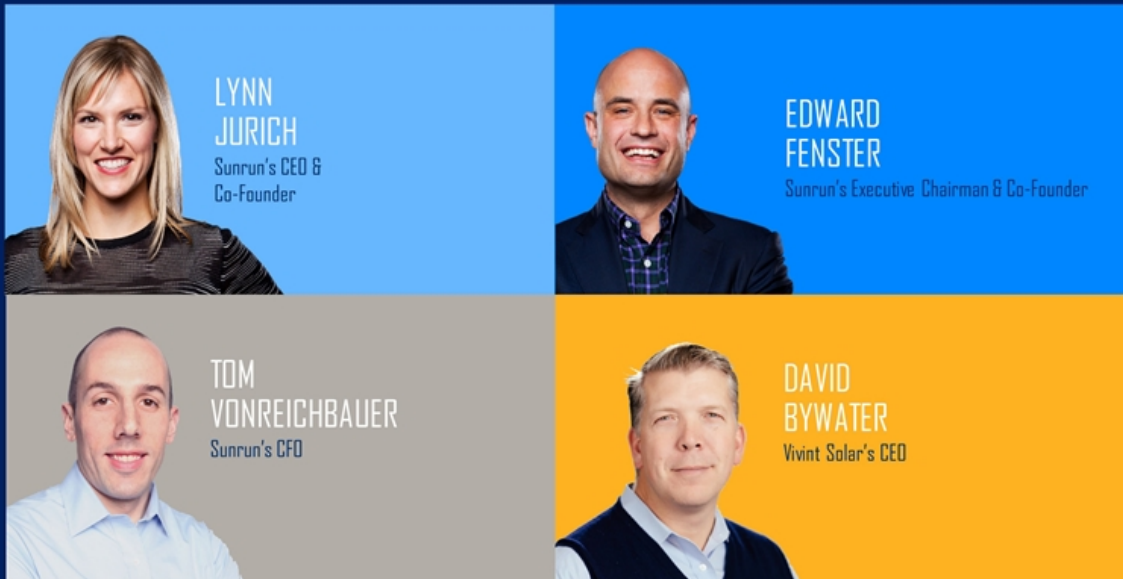 LYNN
JURICH
Sunrun's CEO &
Co-Founder
EDWARD
FENSTER
Sunrun's Executive Chairman & Co-Founder
TOM
VONREICHBAUER
Sunrun's CFO
DAVID
BYWATER
Vivint Solar's CEO